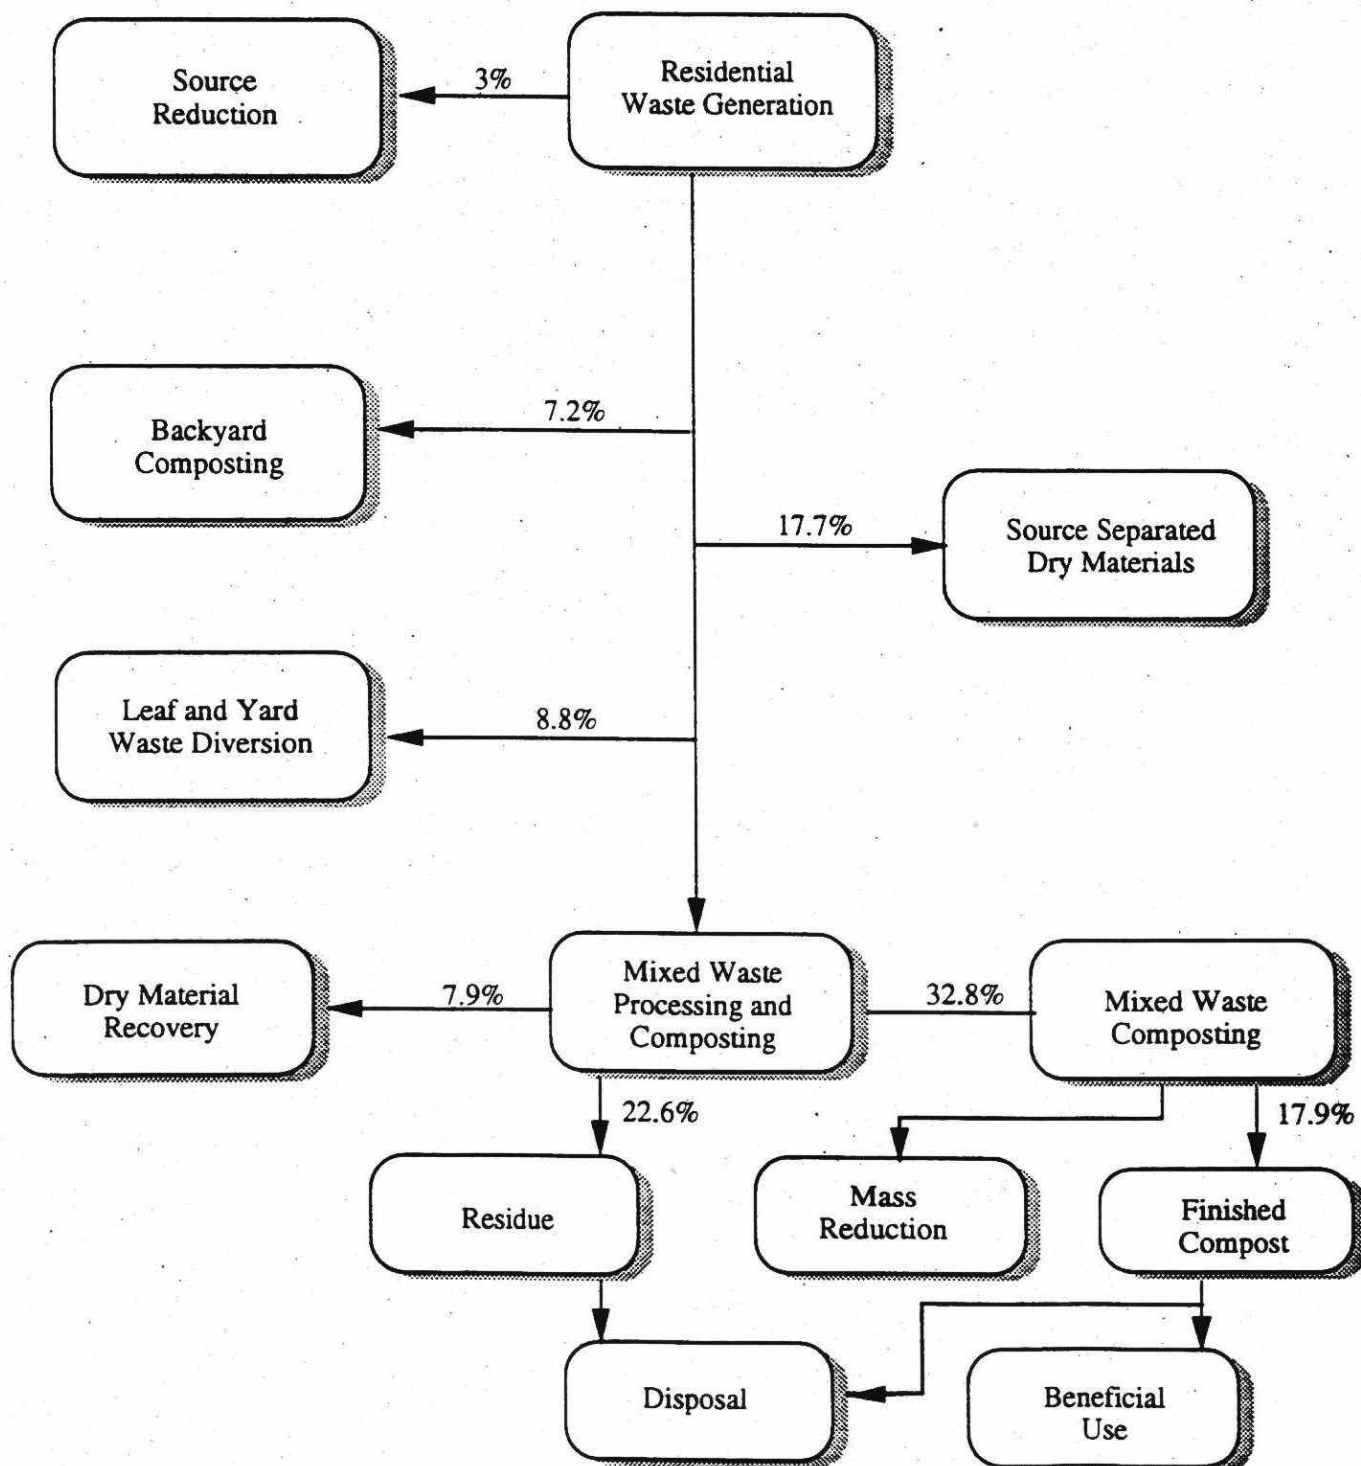 Source
Reduction
3%
Residential
Waste Generation
7.2%
Backyard
Composting
17.7%
Source Separated
Dry Materials
Leaf and Yard
Waste Diversion
8.8%
Dry Material
Recovery
7.9%
Mixed Waste
Processing and
Composting
32.8%
Mixed Waste
Composting
22.6%
17.9%
Residue
Mass
Reduction
Finished
Compost
Disposal
Beneficial
Use